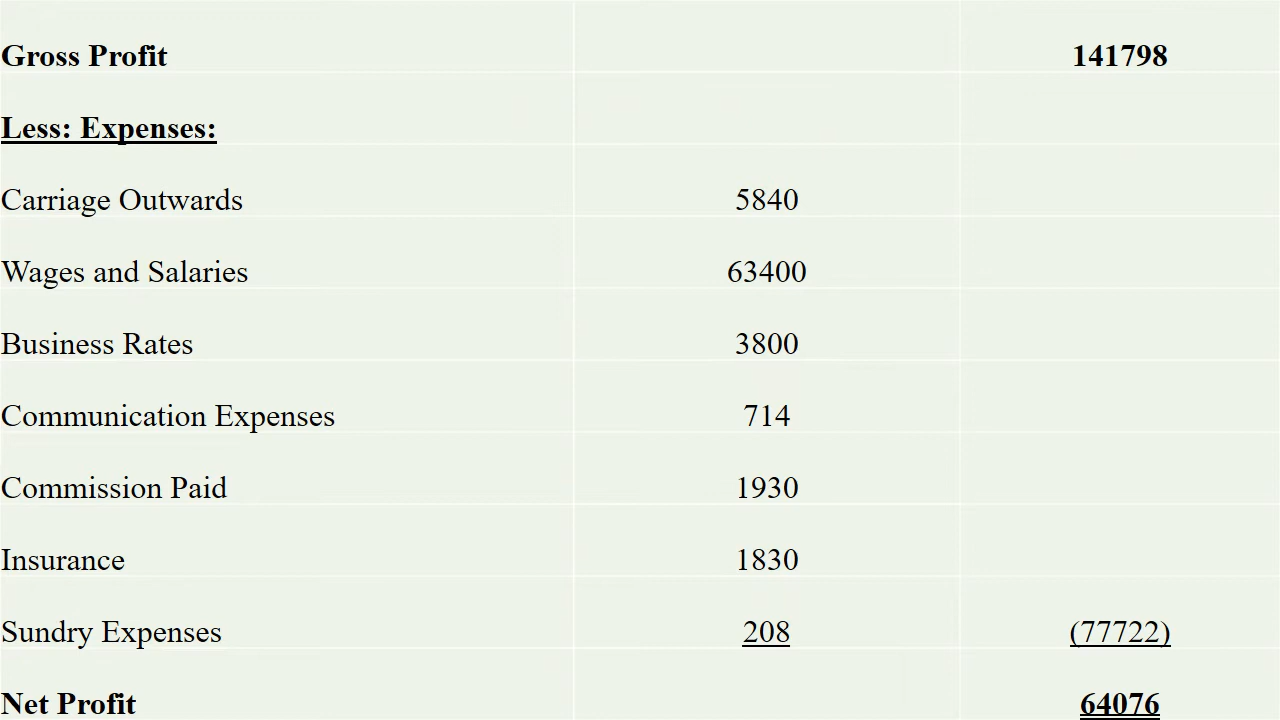 Gross Profit 141798
Less: Expenses:
Carriage Outwards 5840
Wages and Salaries 63400
Business Rates 3800
Communication Expenses 714
Commission Paid 1930
Insurance 1830
Sundry Expenses 208 (77722)
Net Profit 64076